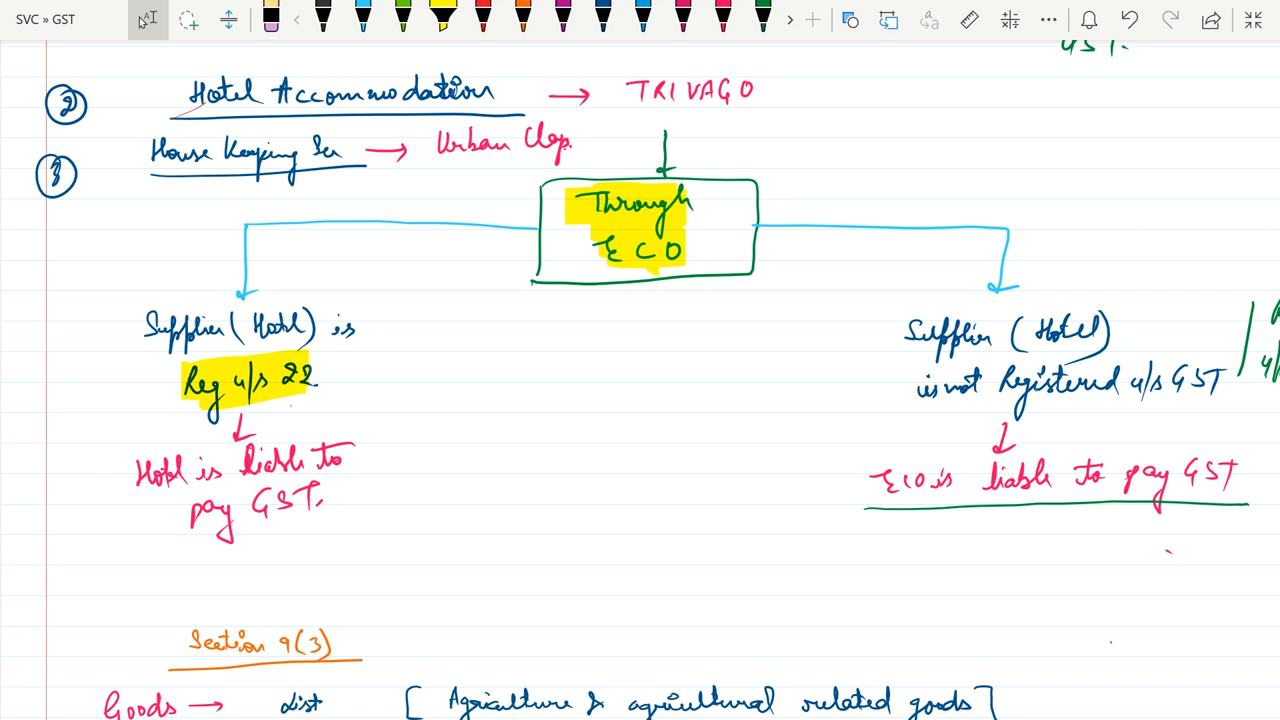 SVC » GST
GST.
② Hotel Accommodation → TRIVAGO
③ House Keeping Ser → Urban Clap.
Through
ECO
Supplier (Hotel) is
Reg u/s 22
Hotel is liable to
pay GST.
Supplier (Hotel)
is not Registered u/s GST
ECO is liable to pay GST
Section 9(3)
Goods → List [ Agriculture & agricultural related goods ]